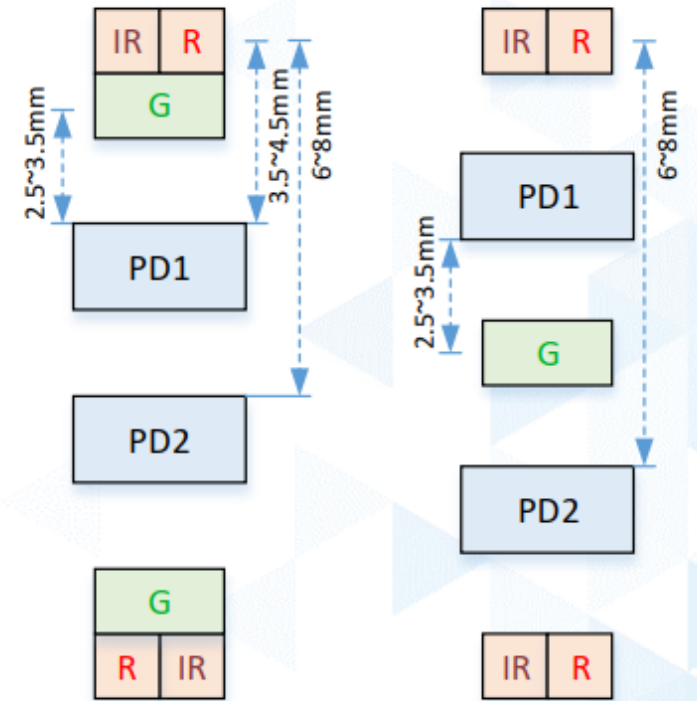 IR R
G
2.5~3.5mm
3.5~4.5mm
6~8mm
PD1
PD2
G
R IR
IR R
PD1
6~8mm
2.5~3.5mm
G
PD2
IR R